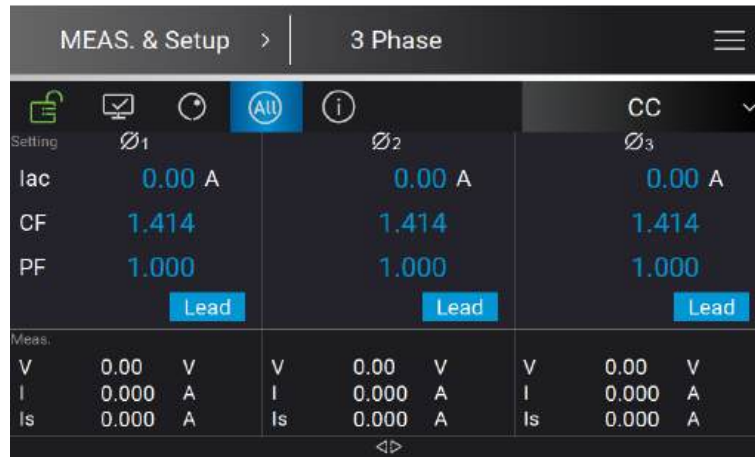 MEAS. & Setup > 3 Phase
All i CC
Setting Ø1 Ø2 Ø3
Iac 0.00 A 0.00 A 0.00 A
CF 1.414 1.414 1.414
PF 1.000 1.000 1.000
Lead Lead Lead
Meas.
V 0.00 V V 0.00 V V 0.00 V
I 0.000 A I 0.000 A I 0.000 A
Is 0.000 A Is 0.000 A Is 0.000 A